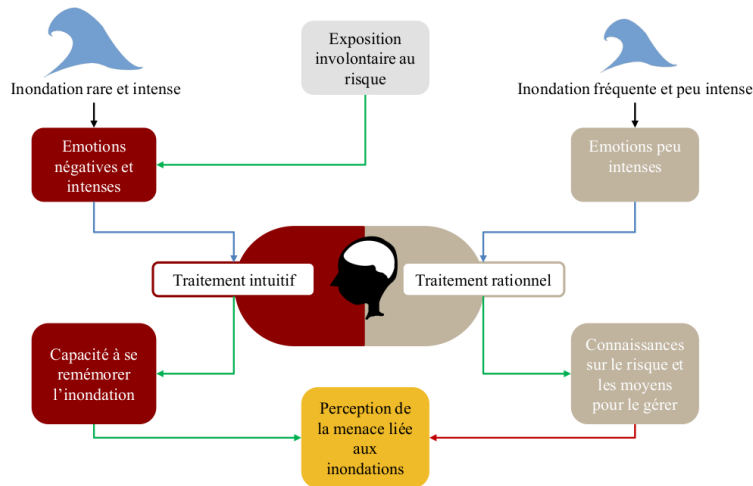 Exposition
involontaire au
risque
Inondation rare et intense
Inondation fréquente et peu intense
Emotions
négatives et
intenses
Emotions peu
intenses
Traitement intuitif
Traitement rationnel
Capacité à se
remémorer
l’inondation
Connaissances
sur le risque et
les moyens
pour le gérer
Perception de
la menace liée
aux
inondations